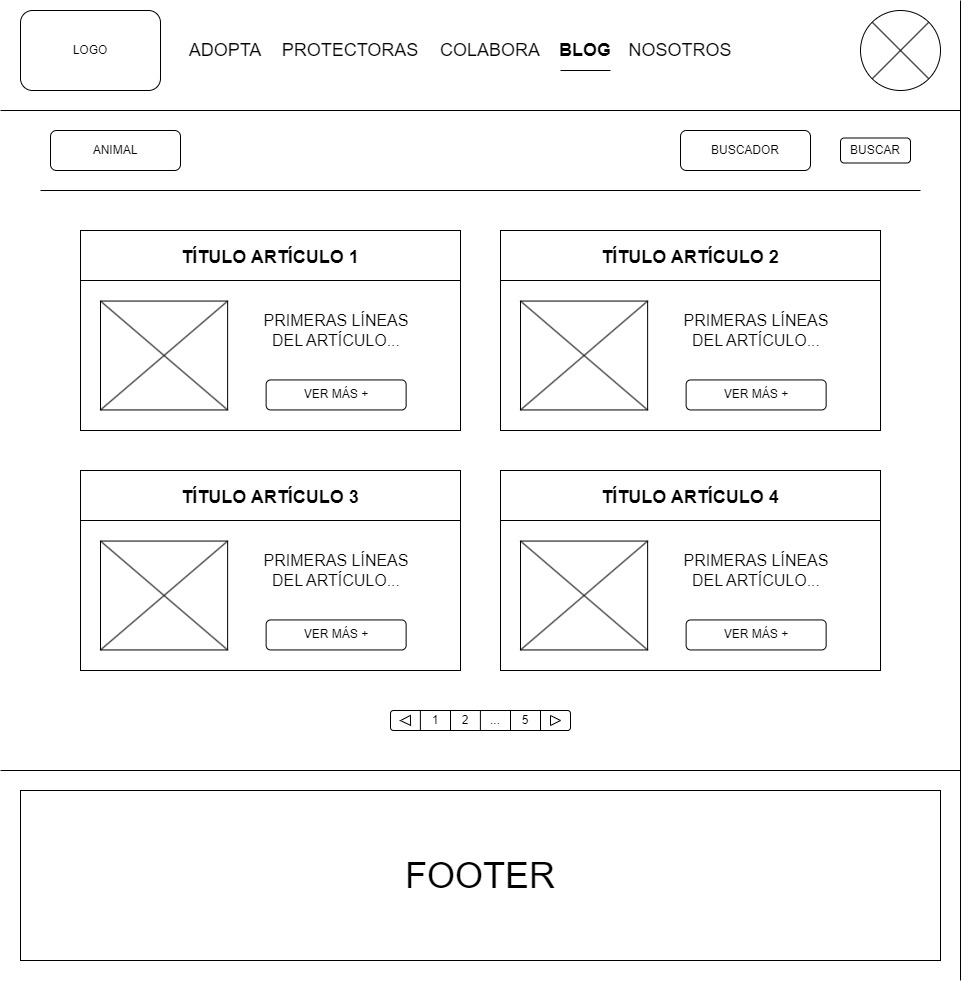 LOGO
ADOPTA PROTECTORAS COLABORA BLOG NOSOTROS
ANIMAL
BUSCADOR
BUSCAR
TÍTULO ARTÍCULO 1
PRIMERAS LÍNEAS
DEL ARTÍCULO...
VER MÁS +
TÍTULO ARTÍCULO 2
PRIMERAS LÍNEAS
DEL ARTÍCULO...
VER MÁS +
TÍTULO ARTÍCULO 3
PRIMERAS LÍNEAS
DEL ARTÍCULO...
VER MÁS +
TÍTULO ARTÍCULO 4
PRIMERAS LÍNEAS
DEL ARTÍCULO...
VER MÁS +
1 2 ... 5
FOOTER